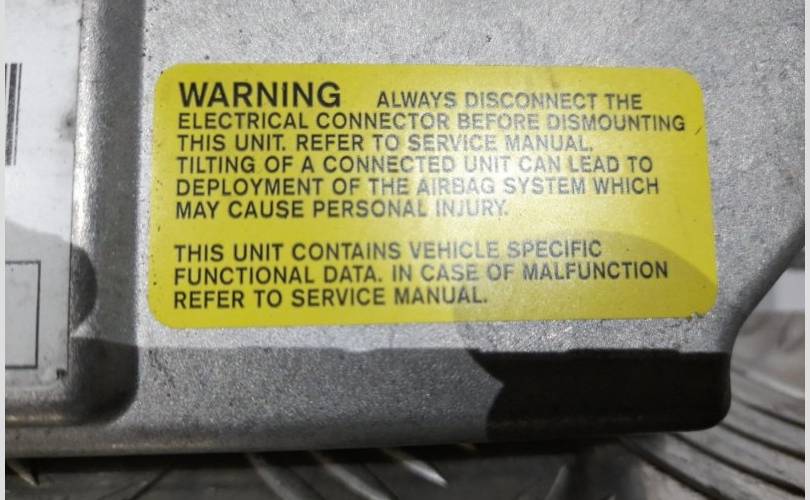 WARNING ALWAYS DISCONNECT THE
ELECTRICAL CONNECTOR BEFORE DISMOUNTING
THIS UNIT. REFER TO SERVICE MANUAL.
TILTING OF A CONNECTED UNIT CAN LEAD TO
DEPLOYMENT OF THE AIRBAG SYSTEM WHICH
MAY CAUSE PERSONAL INJURY.
THIS UNIT CONTAINS VEHICLE SPECIFIC
FUNCTIONAL DATA. IN CASE OF MALFUNCTION
REFER TO SERVICE MANUAL.